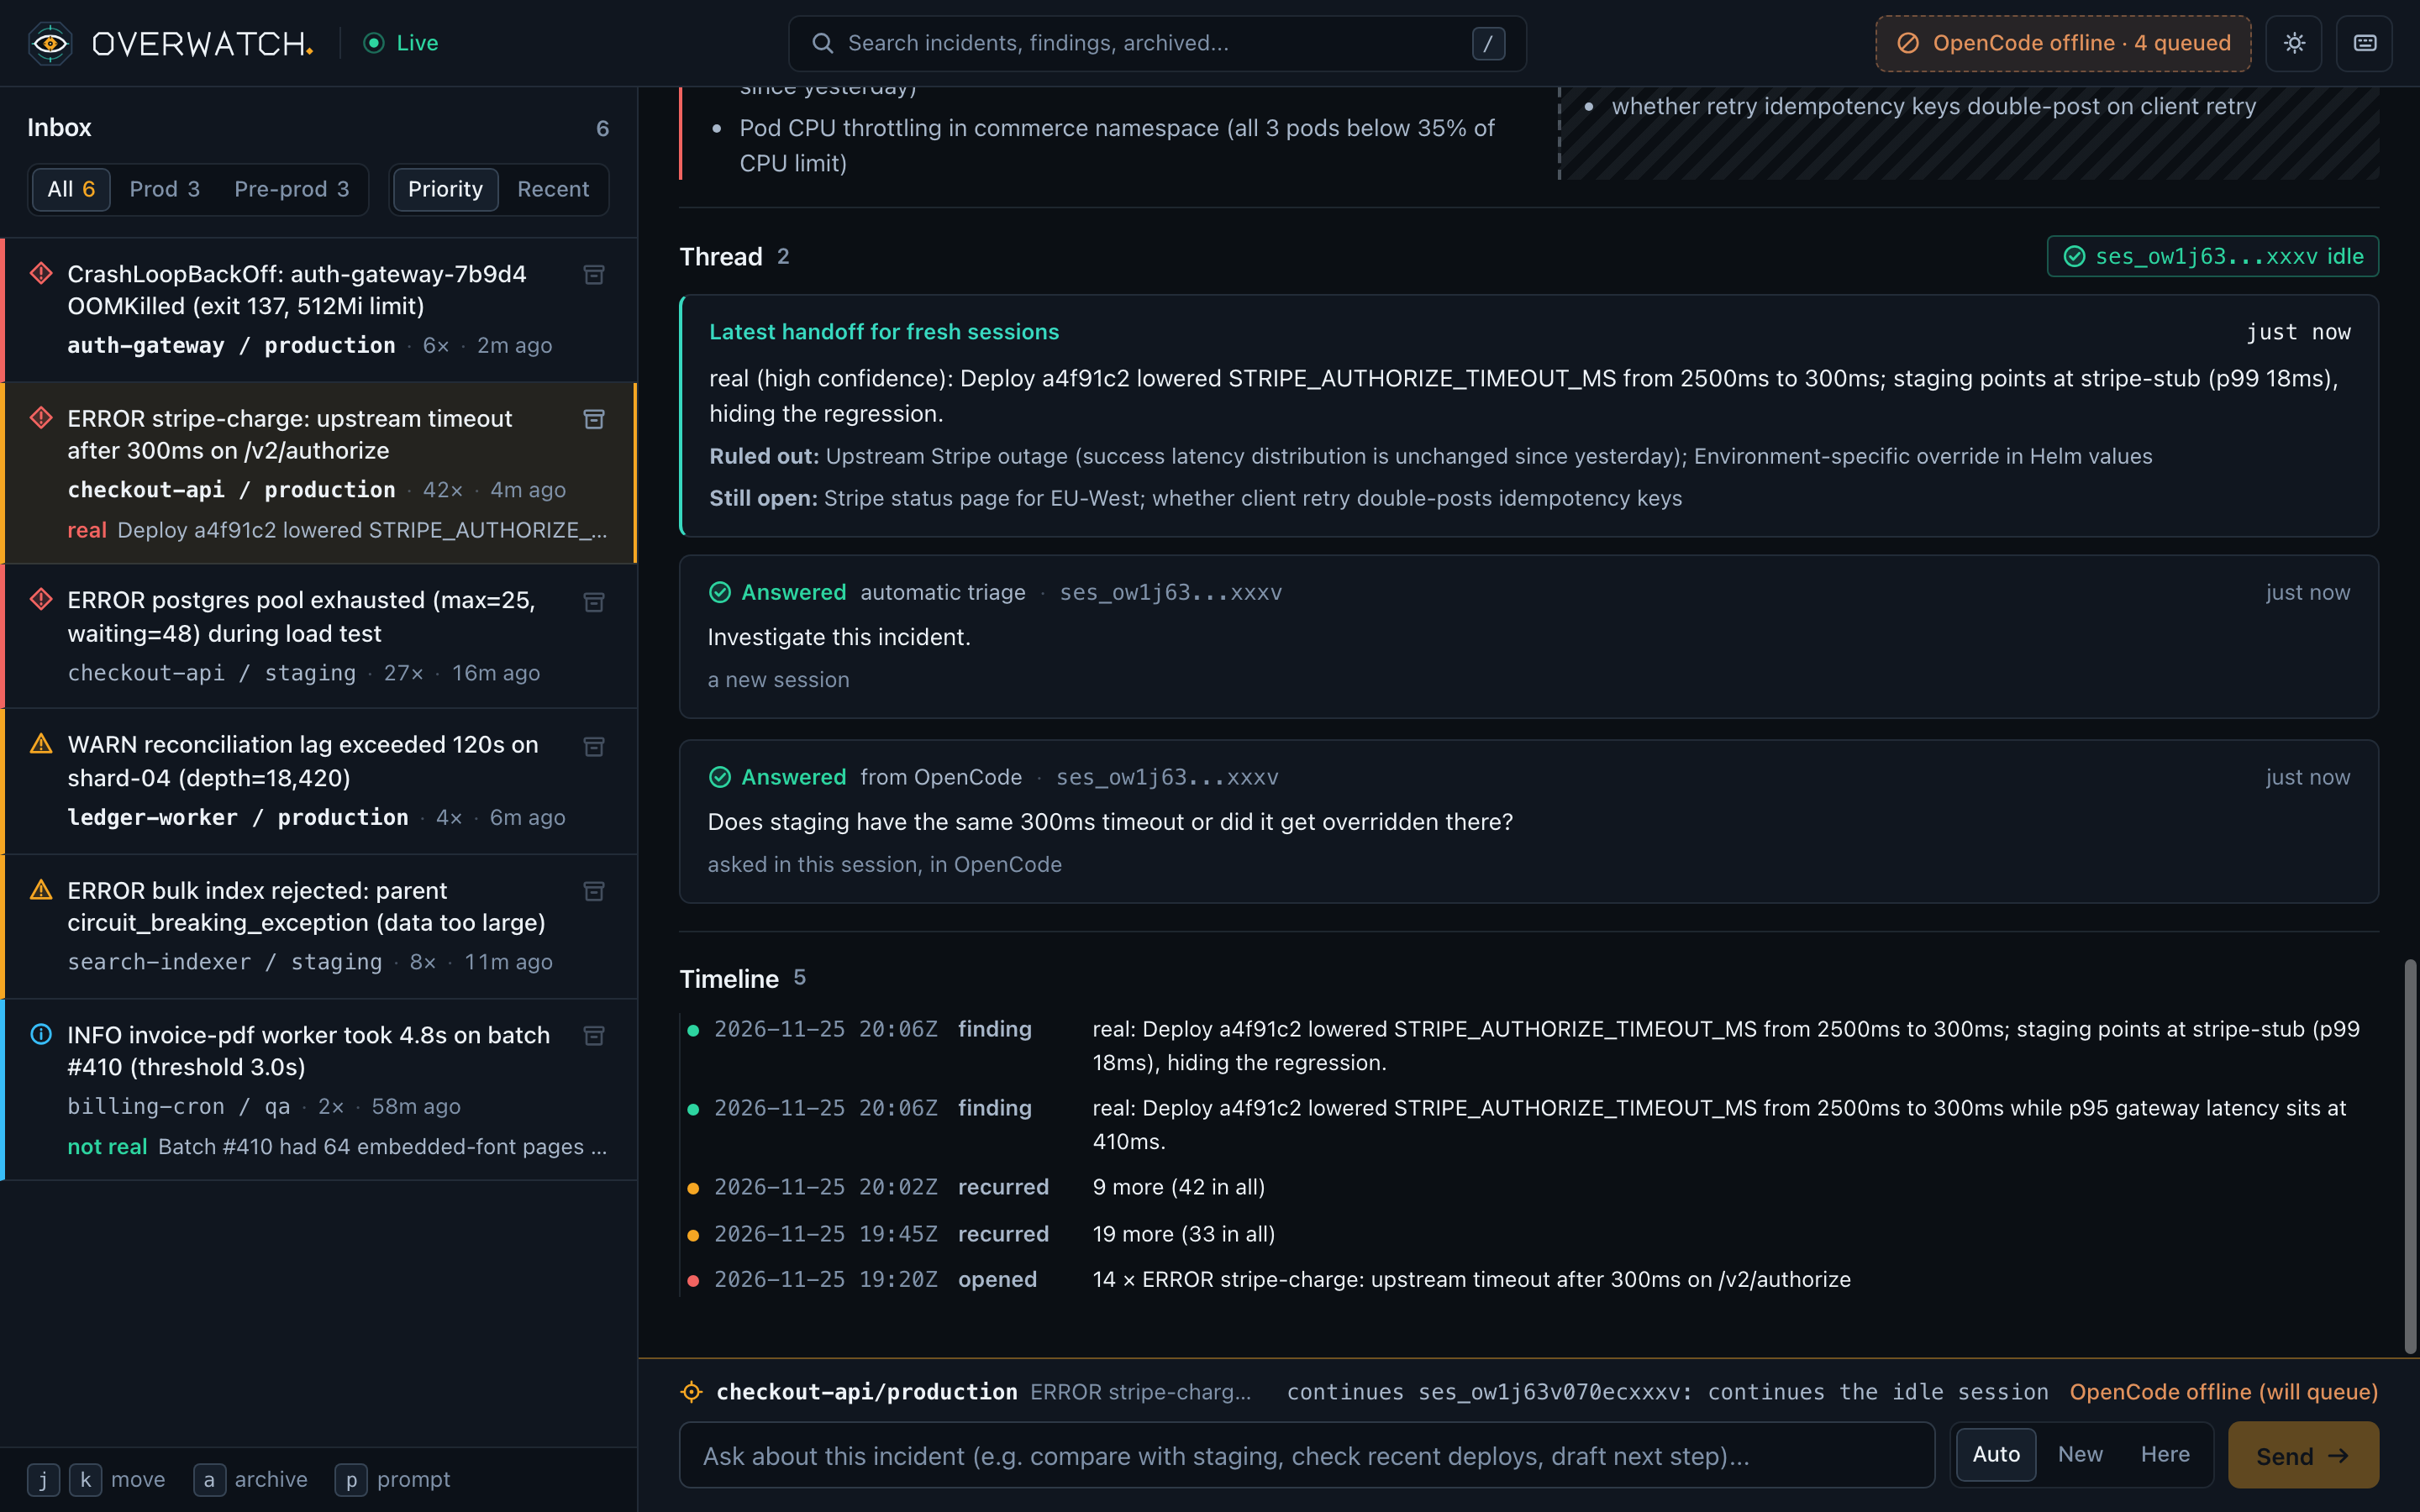 OVERWATCH.
Live
Search incidents, findings, archived...
/
OpenCode offline · 4 queued
Inbox
6
All 6
Prod 3
Pre-prod 3
Priority
Recent
CrashLoopBackOff: auth-gateway-7b9d4
OOMKilled (exit 137, 512Mi limit)
auth-gateway / production · 6× · 2m ago
ERROR stripe-charge: upstream timeout
after 300ms on /v2/authorize
checkout-api / production · 42× · 4m ago
real Deploy a4f91c2 lowered STRIPE_AUTHORIZE_...
ERROR postgres pool exhausted (max=25,
waiting=48) during load test
checkout-api / staging · 27× · 16m ago
WARN reconciliation lag exceeded 120s on
shard-04 (depth=18,420)
ledger-worker / production · 4× · 6m ago
ERROR bulk index rejected: parent
circuit_breaking_exception (data too large)
search-indexer / staging · 8× · 11m ago
INFO invoice-pdf worker took 4.8s on batch
#410 (threshold 3.0s)
billing-cron / qa · 2× · 58m ago
not real Batch #410 had 64 embedded-font pages ...
j k move a archive p prompt
since yesterday)
Pod CPU throttling in commerce namespace (all 3 pods below 35% of
CPU limit)
whether retry idempotency keys double-post on client retry
Thread 2
ses_ow1j63...xxxv idle
Latest handoff for fresh sessions
just now
real (high confidence): Deploy a4f91c2 lowered STRIPE_AUTHORIZE_TIMEOUT_MS from 2500ms to 300ms; staging points at stripe-stub (p99 18ms),
hiding the regression.
Ruled out: Upstream Stripe outage (success latency distribution is unchanged since yesterday); Environment-specific override in Helm values
Still open: Stripe status page for EU-West; whether client retry double-posts idempotency keys
Answered automatic triage · ses_ow1j63...xxxv
just now
Investigate this incident.
a new session
Answered from OpenCode · ses_ow1j63...xxxv
just now
Does staging have the same 300ms timeout or did it get overridden there?
asked in this session, in OpenCode
Timeline 5
2026-11-25 20:06Z finding real: Deploy a4f91c2 lowered STRIPE_AUTHORIZE_TIMEOUT_MS from 2500ms to 300ms; staging points at stripe-stub (p99
18ms), hiding the regression.
2026-11-25 20:06Z finding real: Deploy a4f91c2 lowered STRIPE_AUTHORIZE_TIMEOUT_MS from 2500ms to 300ms while p95 gateway latency sits at
410ms.
2026-11-25 20:02Z recurred 9 more (42 in all)
2026-11-25 19:45Z recurred 19 more (33 in all)
2026-11-25 19:20Z opened 14 × ERROR stripe-charge: upstream timeout after 300ms on /v2/authorize
checkout-api/production ERROR stripe-charg... continues ses_ow1j63v070ecxxxv: continues the idle session OpenCode offline (will queue)
Ask about this incident (e.g. compare with staging, check recent deploys, draft next step)...
Auto
New
Here
Send →